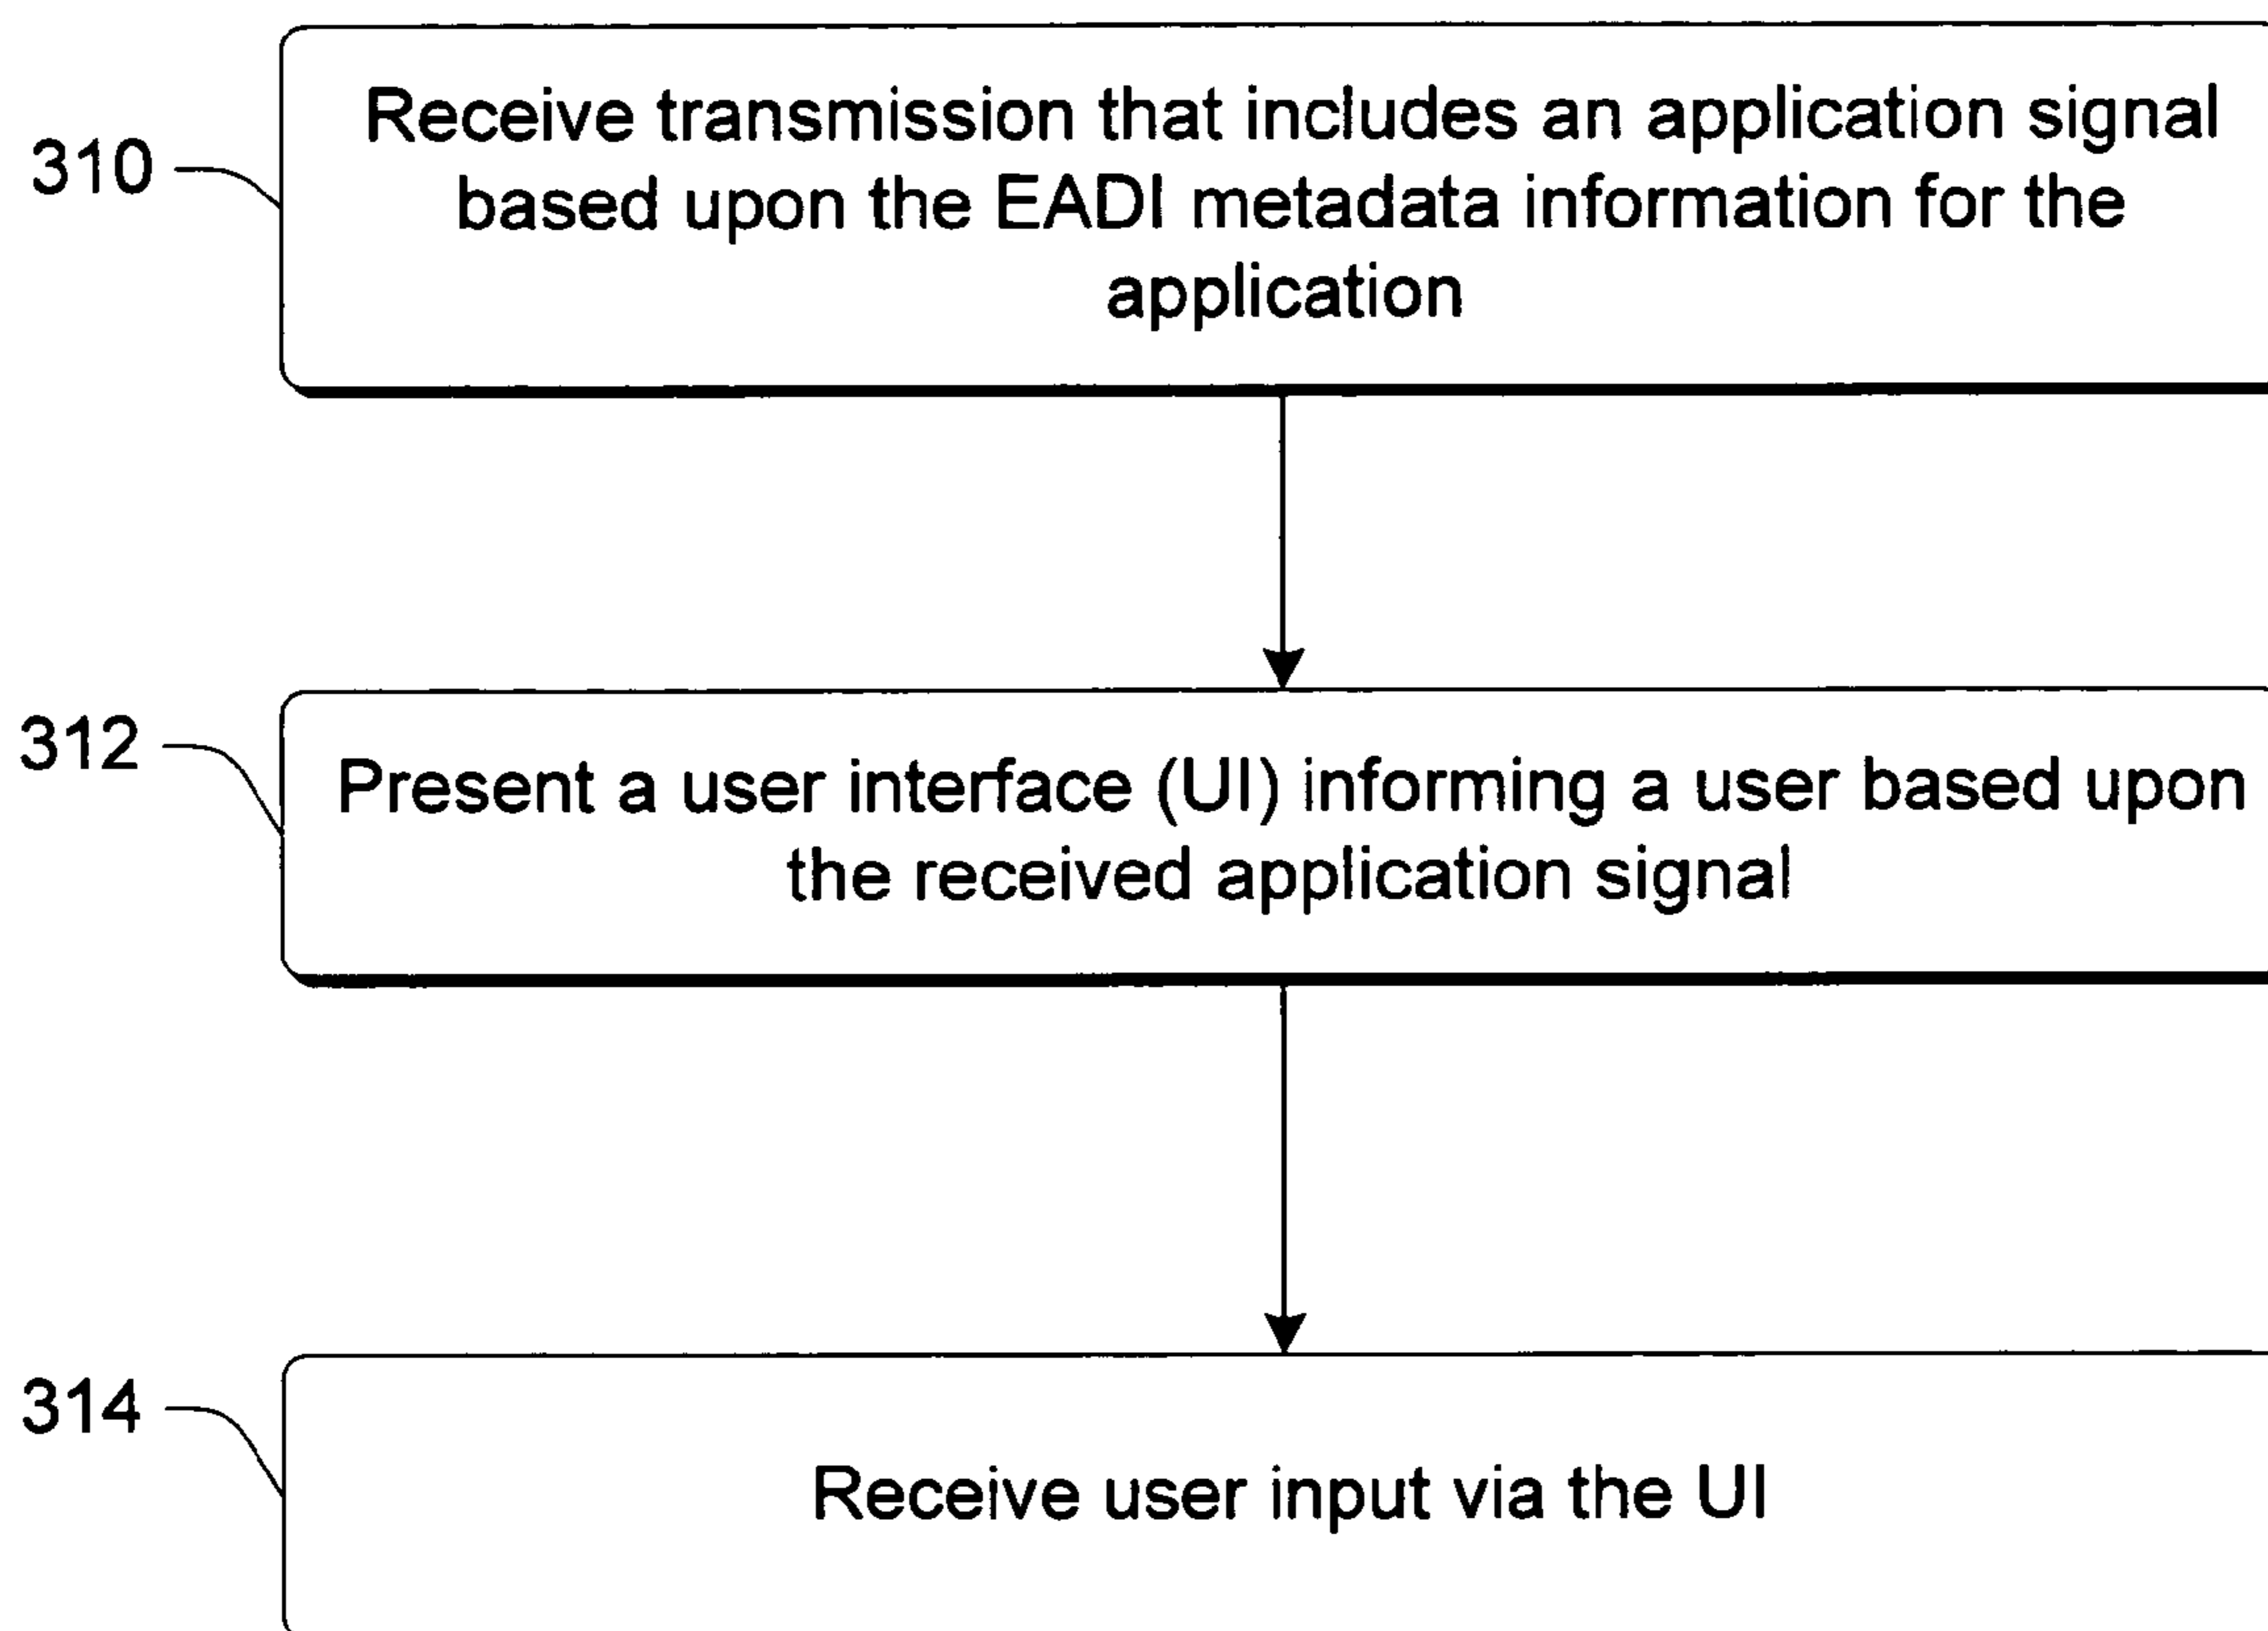 310
Receive transmission that includes an application signal
based upon the EADI metadata information for the
application
312
Present a user interface (UI) informing a user based upon
the received application signal
314
Receive user input via the UI